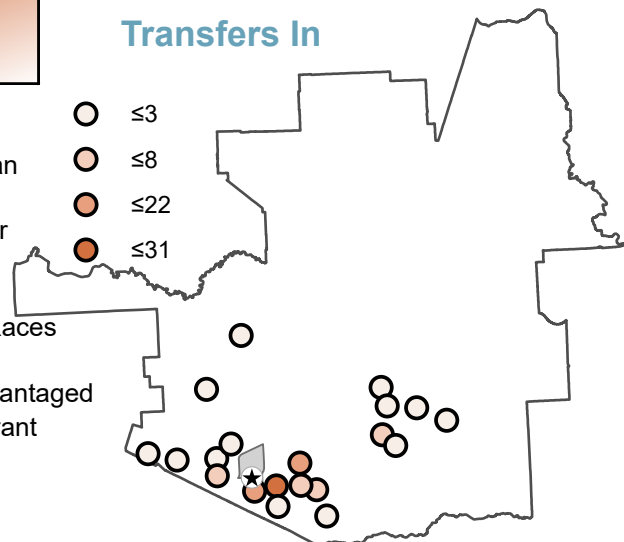 Transfers In
≤3
≤8
an
≤22
r
≤31
aces
antaged
ant